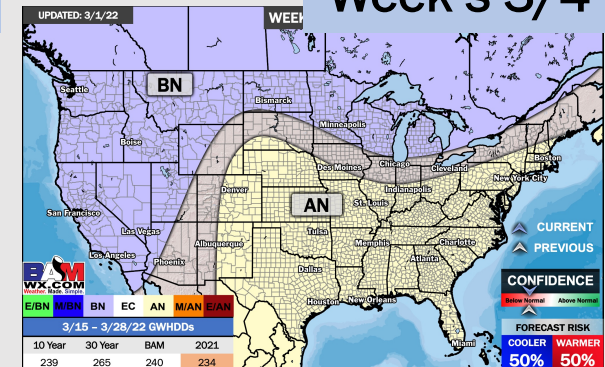 Week's 3/4
UPDATED: 3/1/22
WEEK
Seattle
BN
Bismarck
Minneapolis
Boise
Boston
Des Moines
Chicago
Cleveland
New York City
Denver
Indianapolis
AN
St. Louis
San Francisco
Las Vegas
Tulsa
CURRENT
Albuquerque
Memphis
Charlotte
PREVIOUS
Los Angeles
Phoenix
Atlanta
Dallas
BAM
WX.COM
Weather. Made. Simple.
CONFIDENCE
Houston
New Orleans
Below Normal
Above Normal
E/BN M/BN BN EC AN M/AN E/AN
3/15 – 3/28/22 GWHDDs
FORECAST RISK
Miami
10 Year 30 Year BAM 2021
COOLER WARMER
239 265 240 234
50% 50%